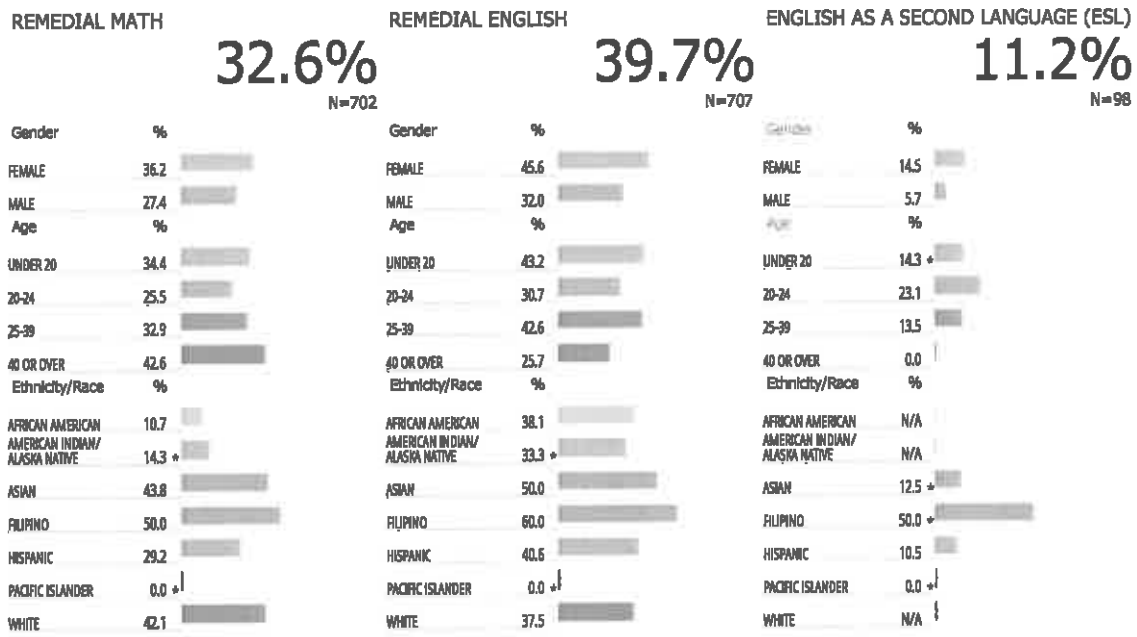 REMEDIAL MATH
32.6%
N=702
Gender %
FEMALE 36.2
MALE 27.4
Age %
UNDER 20 34.4
20-24 25.5
25-39 32.9
40 OR OVER 42.6
Ethnicity/Race %
AFRICAN AMERICAN 10.7
AMERICAN INDIAN/
ALASKA NATIVE 14.3 *
ASIAN 43.8
FILIPINO 50.0
HISPANIC 29.2
PACIFIC ISLANDER 0.0 *
WHITE 42.1
REMEDIAL ENGLISH
39.7%
N=707
Gender %
FEMALE 45.6
MALE 32.0
Age %
UNDER 20 43.2
20-24 30.7
25-39 42.6
40 OR OVER 25.7
Ethnicity/Race %
AFRICAN AMERICAN 38.1
AMERICAN INDIAN/
ALASKA NATIVE 33.3 *
ASIAN 50.0
FILIPINO 60.0
HISPANIC 40.6
PACIFIC ISLANDER 0.0 *
WHITE 37.5
ENGLISH AS A SECOND LANGUAGE (ESL)
11.2%
N=98
Gender %
FEMALE 14.5
MALE 5.7
Age %
UNDER 20 14.3 *
20-24 23.1
25-39 13.5
40 OR OVER 0.0
Ethnicity/Race %
AFRICAN AMERICAN N/A
AMERICAN INDIAN/
ALASKA NATIVE N/A
ASIAN 12.5 *
FILIPINO 50.0 *
HISPANIC 10.5
PACIFIC ISLANDER 0.0 *
WHITE N/A